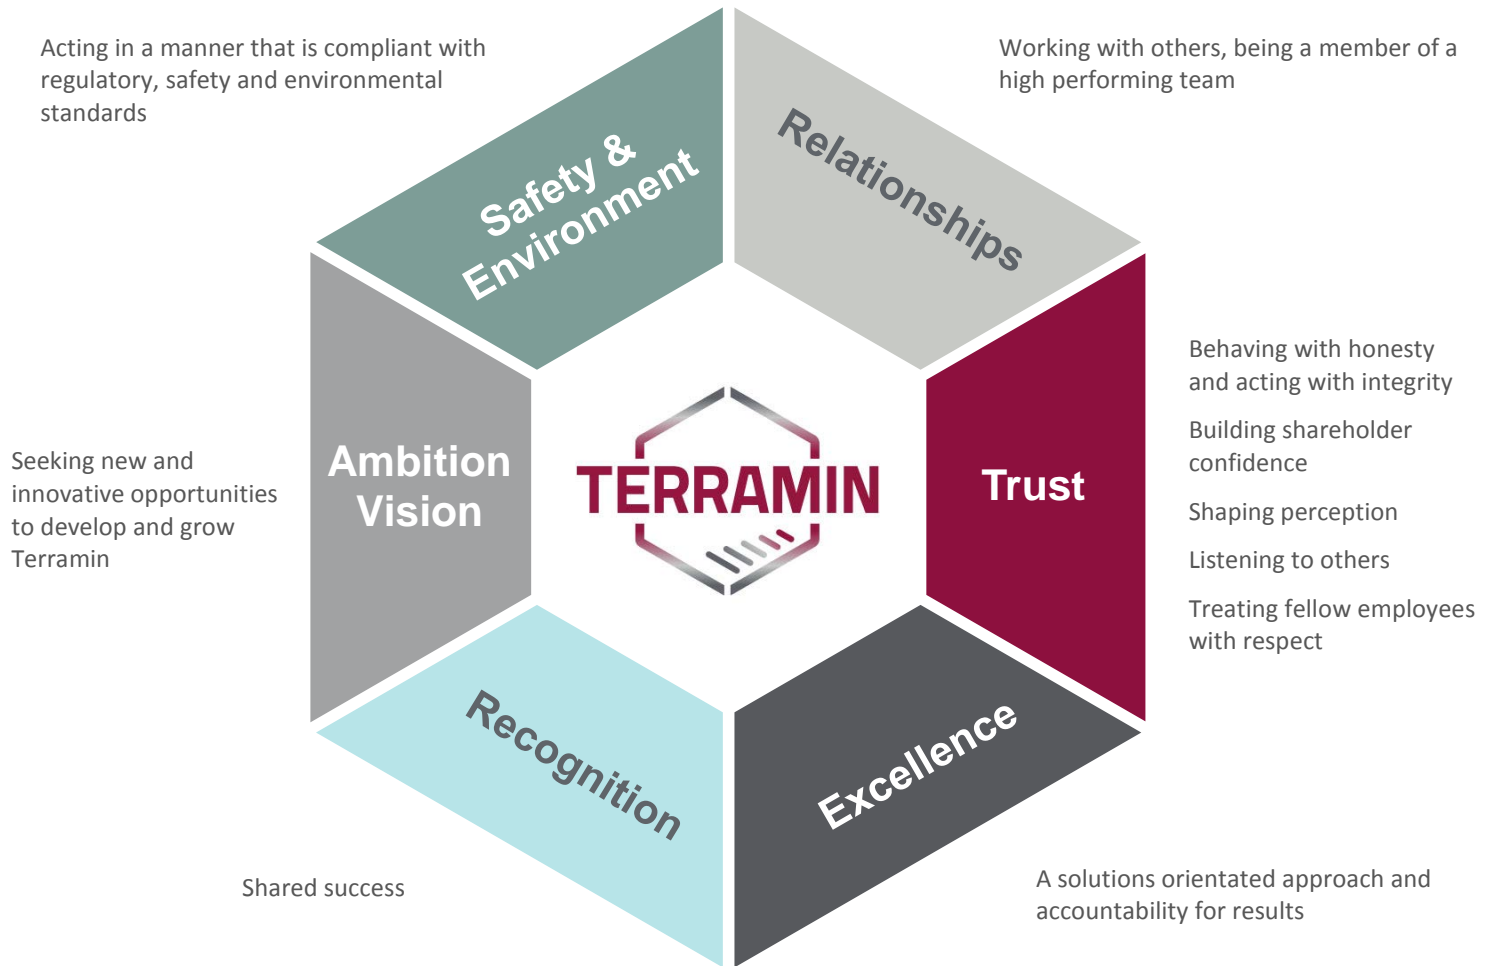 Acting in a manner that is compliant with
regulatory, safety and environmental
standards
Working with others, being a member of a
high performing team
Safety &
Environment
Relationships
Behaving with honesty
and acting with integrity
Building shareholder
confidence
Shaping perception
Listening to others
Treating fellow employees
with respect
Trust
TERRAMIN
Ambition
Vision
Seeking new and
innovative opportunities
to develop and grow
Terramin
Recognition
Excellence
Shared success
A solutions orientated approach and
accountability for results